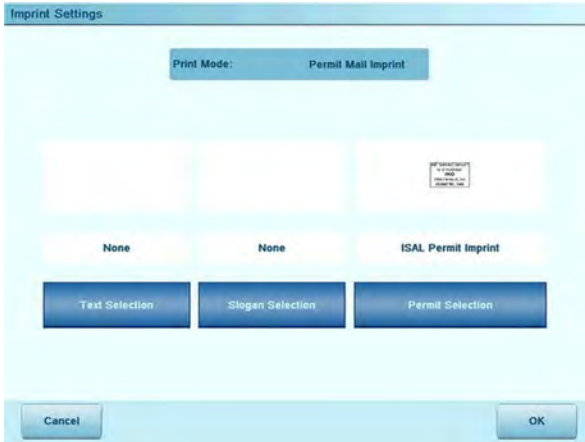 Imprint Settings
Print Mode: Permit Mail Imprint
PAID
None None ISAL Permit Imprint
Text Selection Slogan Selection Permit Selection
Cancel OK